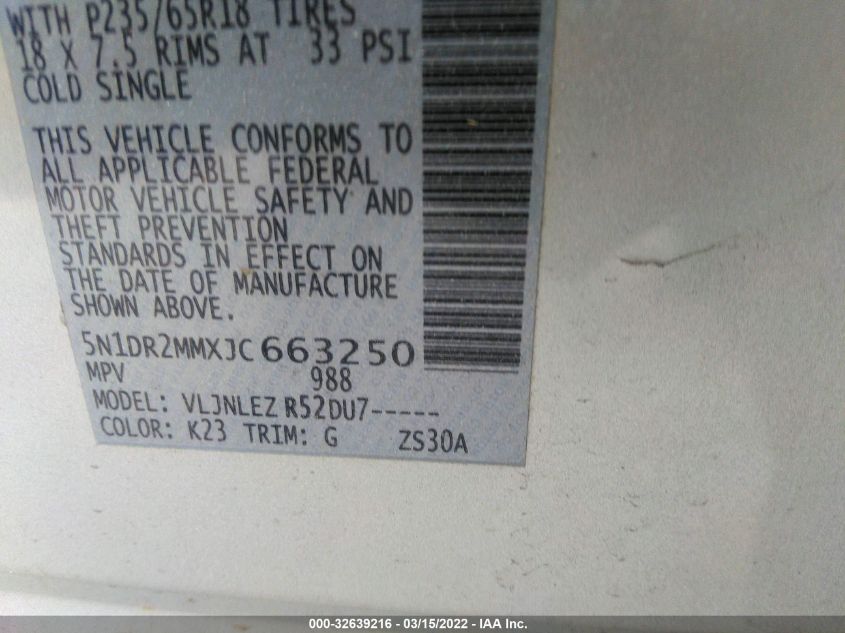 WITH P235/65R18 TIRES
18 X 7.5 RIMS AT 33 PSI
COLD SINGLE
THIS VEHICLE CONFORMS TO
ALL APPLICABLE FEDERAL
MOTOR VEHICLE SAFETY AND
THEFT PREVENTION
STANDARDS IN EFFECT ON
THE DATE OF MANUFACTURE
SHOWN ABOVE.
5N1DR2MMXJC663250
MPV 988
MODEL: VLJNLEZ R52DU7-----
COLOR: K23 TRIM: G ZS30A
000-32639216 - 03/15/2022 - IAA Inc.